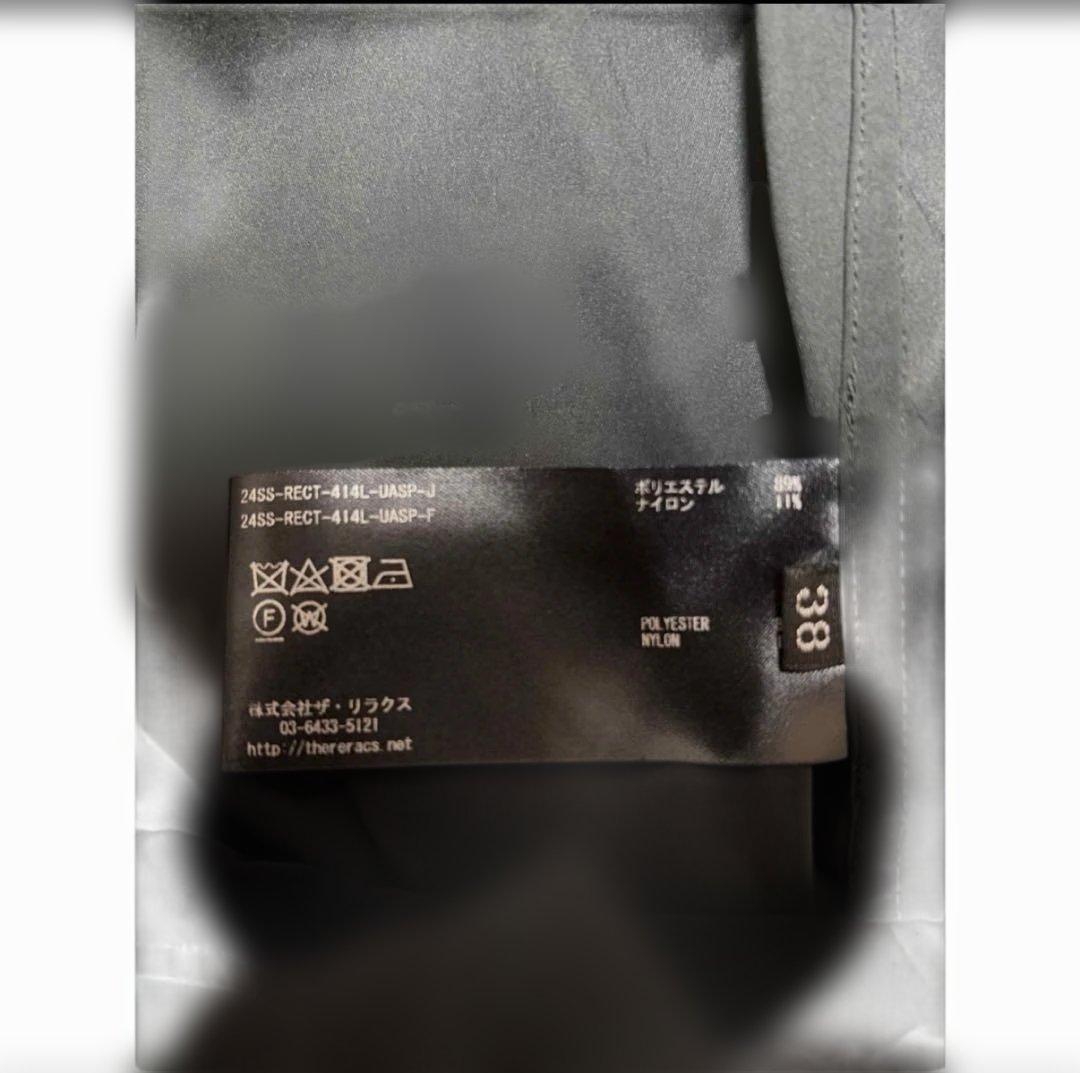 24SS-RECT-414L-UASP-J
24SS-RECT-414L-UASP-F
ポリエステル 89%
ナイロン 11%
F
W
POLYESTER
NYLON
38
株式会社ザ・リラクス
03-6433-5121
http://thereracs.net